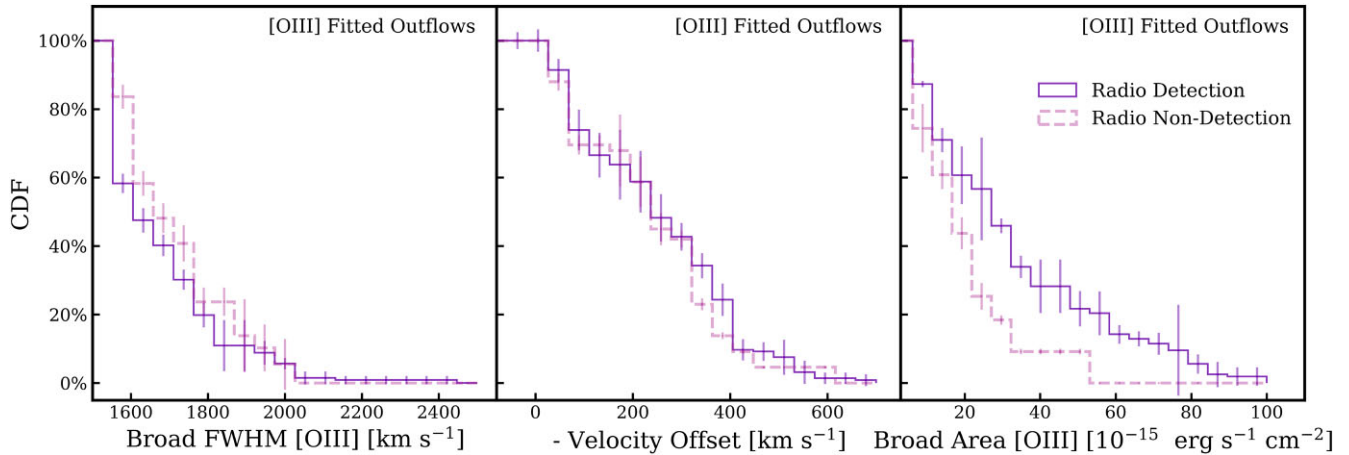 [OIII] Fitted Outflows
[OIII] Fitted Outflows
[OIII] Fitted Outflows
Radio Detection
Radio Non-Detection
CDF
100%
80%
60%
40%
20%
0%
1600 1800 2000 2200 2400
0 200 400 600
20 40 60 80 100
Broad FWHM [OIII] [km s⁻¹]
- Velocity Offset [km s⁻¹]
Broad Area [OIII] [10⁻¹⁵ erg s⁻¹ cm⁻²]